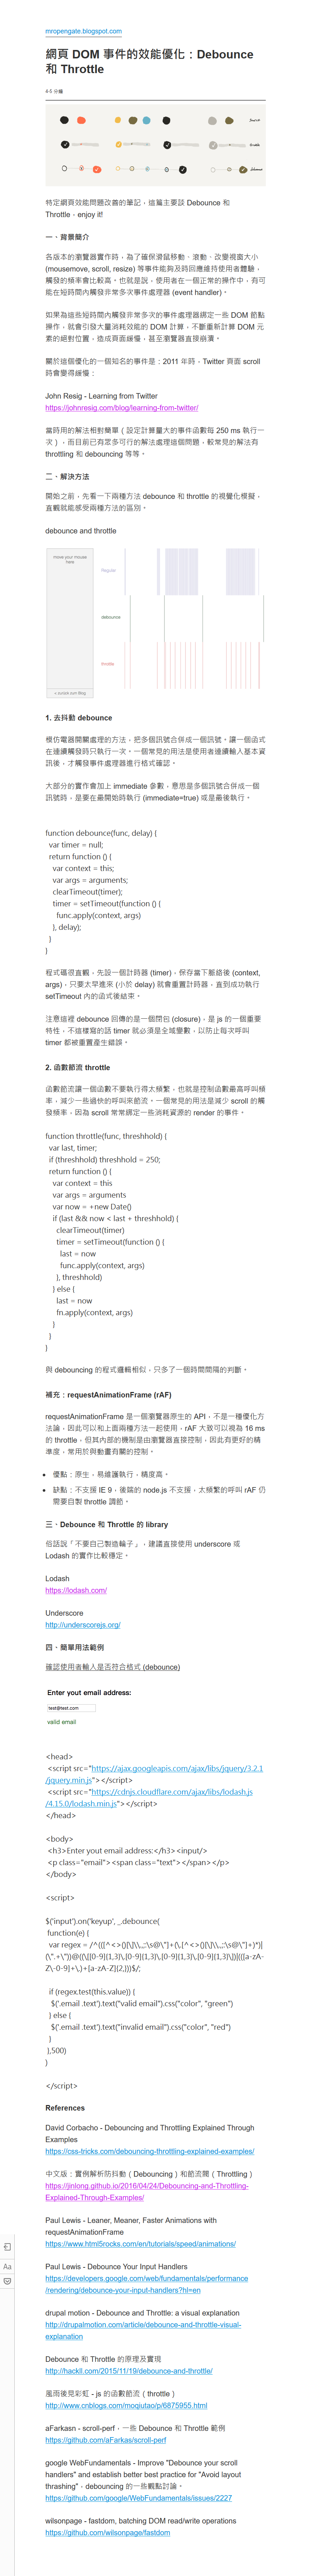 mropengate.blogspot.com
網頁 DOM 事件的效能優化：Debounce
和 Throttle
4-5 分鐘
Debounce
throttle
特定網頁效能問題改善的筆記，這篇主要談 Debounce 和
Throttle，enjoy it!
一、背景簡介
各版本的瀏覽器實作時，為了確保滑鼠移動、滾動、改變視窗大小
(mousemove, scroll, resize) 等事件能夠及時回應維持使用者體驗，
觸發的頻率會比較高。也就是說，使用者在一個正常的操作中，有可
能在短時間內觸發非常多次事件處理器 (event handler)。
如果為這些短時間內觸發非常多次的事件處理器綁定一些 DOM 節點
操作，就會引發大量消耗效能的 DOM 計算，不斷重新計算 DOM 元
素的絕對位置，造成頁面緩慢，甚至瀏覽器直接崩潰。
關於這個優化的一個知名的事件是：2011 年時，Twitter 頁面 scroll
時會變得緩慢：
John Resig - Learning from Twitter
https://johnresig.com/blog/learning-from-twitter/
當時用的解法相對簡單（設定計算量大的事件函數每 250 ms 執行一
次），而目前已有眾多可行的解法處理這個問題，較常見的解法有
throttling 和 debouncing 等等。
二、解決方法
開始之前，先看一下兩種方法 debounce 和 throttle 的視覺化模擬，
直觀就能感受兩種方法的區別。
debounce and throttle
move your mouse
here
Regular
debounce
throttle
< zurück zum Blog
1. 去抖動 debounce
模仿電器開關處理的方法，把多個訊號合併成一個訊號。讓一個函式
在連續觸發時只執行一次。一個常見的用法是使用者連續輸入基本資
訊後，才觸發事件處理器進行格式確認。
大部分的實作會加上 immediate 參數，意思是多個訊號合併成一個
訊號時，是要在最開始時執行 (immediate=true) 或是最後執行。
function debounce(func, delay) {
var timer = null;
return function () {
var context = this;
var args = arguments;
clearTimeout(timer);
timer = setTimeout(function () {
func.apply(context, args)
}, delay);
}
}
程式碼很直觀，先設一個計時器 (timer)，保存當下脈絡後 (context,
args)，只要太早進來 (小於 delay) 就會重置計時器，直到成功執行
setTimeout 內的函式後結束。
注意這裡 debounce 回傳的是一個閉包 (closure)，是 js 的一個重要
特性，不這樣寫的話 timer 就必須是全域變數，以防止每次呼叫
timer 都被重置產生錯誤。
2. 函數節流 throttle
函數節流讓一個函數不要執行得太頻繁，也就是控制函數最高呼叫頻
率，減少一些過快的呼叫來節流。一個常見的用法是減少 scroll 的觸
發頻率，因為 scroll 常常綁定一些消耗資源的 render 的事件。
function throttle(func, threshhold) {
var last, timer;
if (threshhold) threshhold = 250;
return function () {
var context = this
var args = arguments
var now = +new Date()
if (last && now < last + threshhold) {
clearTimeout(timer)
timer = setTimeout(function () {
last = now
func.apply(context, args)
}, threshhold)
} else {
last = now
fn.apply(context, args)
}
}
}
與 debouncing 的程式邏輯相似，只多了一個時間間隔的判斷。
補充：requestAnimationFrame (rAF)
requestAnimationFrame 是一個瀏覽器原生的 API，不是一種優化方
法論，因此可以和上面兩種方法一起使用，rAF 大致可以視為 16 ms
的 throttle，但其內部的機制是由瀏覽器直接控制，因此有更好的精
準度，常用於與動畫有關的控制。
• 優點：原生，易維護執行，精度高。
• 缺點：不支援 IE 9，後端的 node.js 不支援，太頻繁的呼叫 rAF 仍
需要自製 throttle 調節。
三、Debounce 和 Throttle 的 library
俗話說「不要自己製造輪子」，建議直接使用 underscore 或
Lodash 的實作比較穩定。
Lodash
https://lodash.com/
Underscore
http://underscorejs.org/
四、簡單用法範例
確認使用者輸入是否符合格式 (debounce)
Enter yout email address:
test@test.com
valid email
<head>
<script src="https://ajax.googleapis.com/ajax/libs/jquery/3.2.1
/jquery.min.js"></script>
<script src="https://cdnjs.cloudflare.com/ajax/libs/lodash.js
/4.15.0/lodash.min.js"></script>
</head>
<body>
<h3>Enter yout email address:</h3><input/>
<p class="email"><span class="text"></span></p>
</body>
<script>
$('input').on('keyup', _.debounce(
function(e) {
if (regex.test(this.value)) {
$('.email .text').text("valid email").css("color", "green")
} else {
$('.email .text').text("invalid email").css("color", "red")
}
},500)
}
</script>
References
David Corbacho - Debouncing and Throttling Explained Through
Examples
https://css-tricks.com/debouncing-throttling-explained-examples/
中文版：實例解析防抖動（Debouncing）和節流閥（Throttling）
https://jinlong.github.io/2016/04/24/Debouncing-and-Throttling-
Explained-Through-Examples/
Paul Lewis - Leaner, Meaner, Faster Animations with
requestAnimationFrame
https://www.html5rocks.com/en/tutorials/speed/animations/
Paul Lewis - Debounce Your Input Handlers
https://developers.google.com/web/fundamentals/performance
/rendering/debounce-your-input-handlers?hl=en
drupal motion - Debounce and Throttle: a visual explanation
http://drupalmotion.com/article/debounce-and-throttle-visual-
explanation
Debounce 和 Throttle 的原理及實現
http://hackll.com/2015/11/19/debounce-and-throttle/
風雨後見彩虹 - js 的函數節流（throttle）
http://www.cnblogs.com/moqiutao/p/6875955.html
aFarkasn - scroll-perf，一些 Debounce 和 Throttle 範例
https://github.com/aFarkas/scroll-perf
google WebFundamentals - Improve "Debounce your scroll
handlers" and establish better best practice for "Avoid layout
thrashing"，debouncing 的一些觀點討論。
https://github.com/google/WebFundamentals/issues/2227
wilsonpage - fastdom, batching DOM read/write operations
https://github.com/wilsonpage/fastdom
Aa